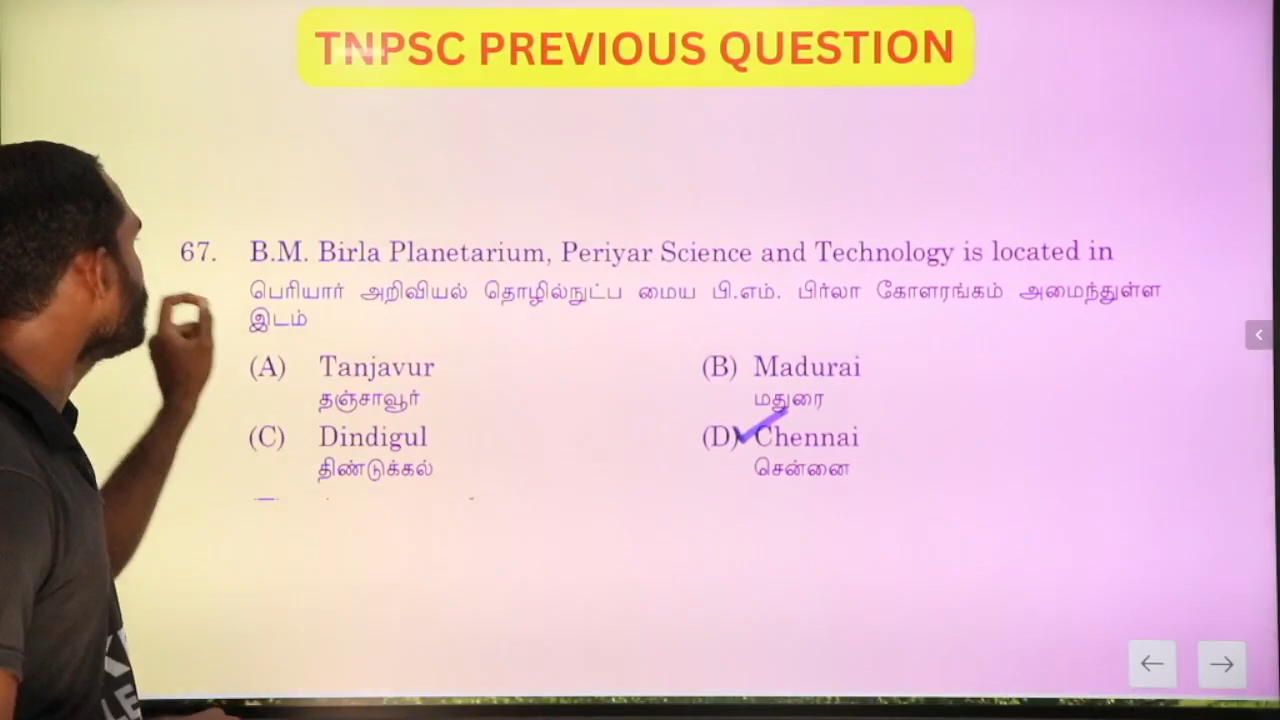 TNPSC PREVIOUS QUESTION
67. B.M. Birla Planetarium, Periyar Science and Technology is located in
பெரியார் அறிவியல் தொழில்நுட்ப மைய பி.எம். பிர்லா கோளரங்கம் அமைந்துள்ள
இடம்
(A) Tanjavur (B) Madurai
தஞ்சாவூர் மதுரை
(C) Dindigul (D) Chennai
திண்டுக்கல் சென்னை